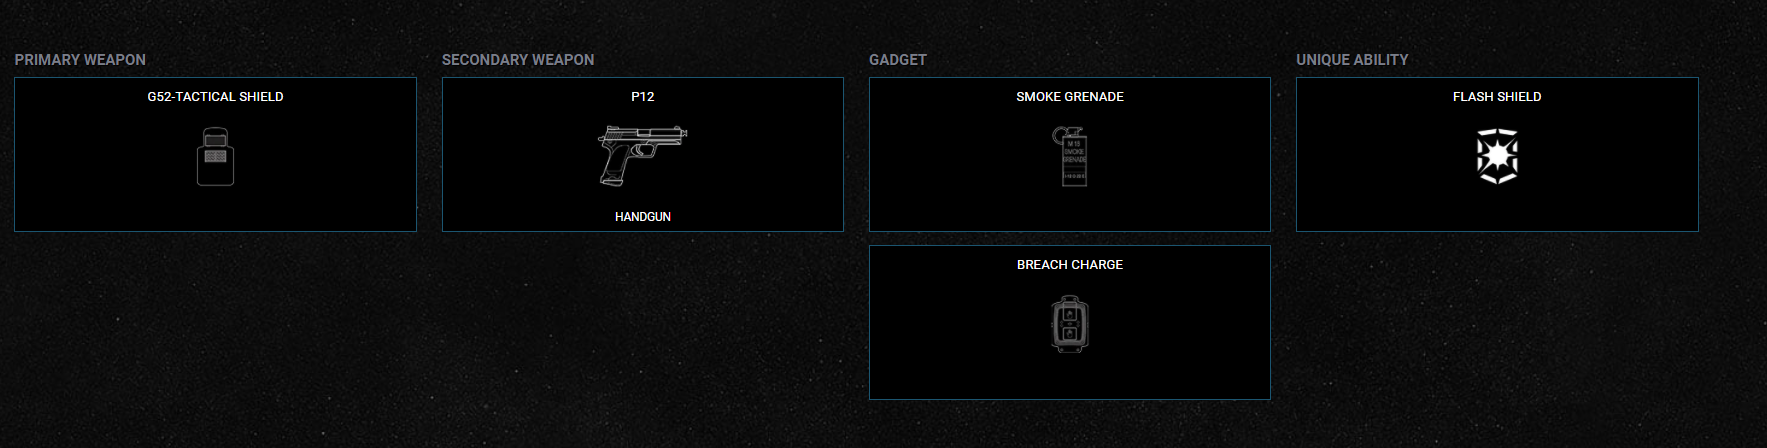 PRIMARY WEAPON
G52-TACTICAL SHIELD
SECONDARY WEAPON
P12
HANDGUN
GADGET
SMOKE GRENADE
M 18
SMOKE
GRENADE
BREACH CHARGE
UNIQUE ABILITY
FLASH SHIELD